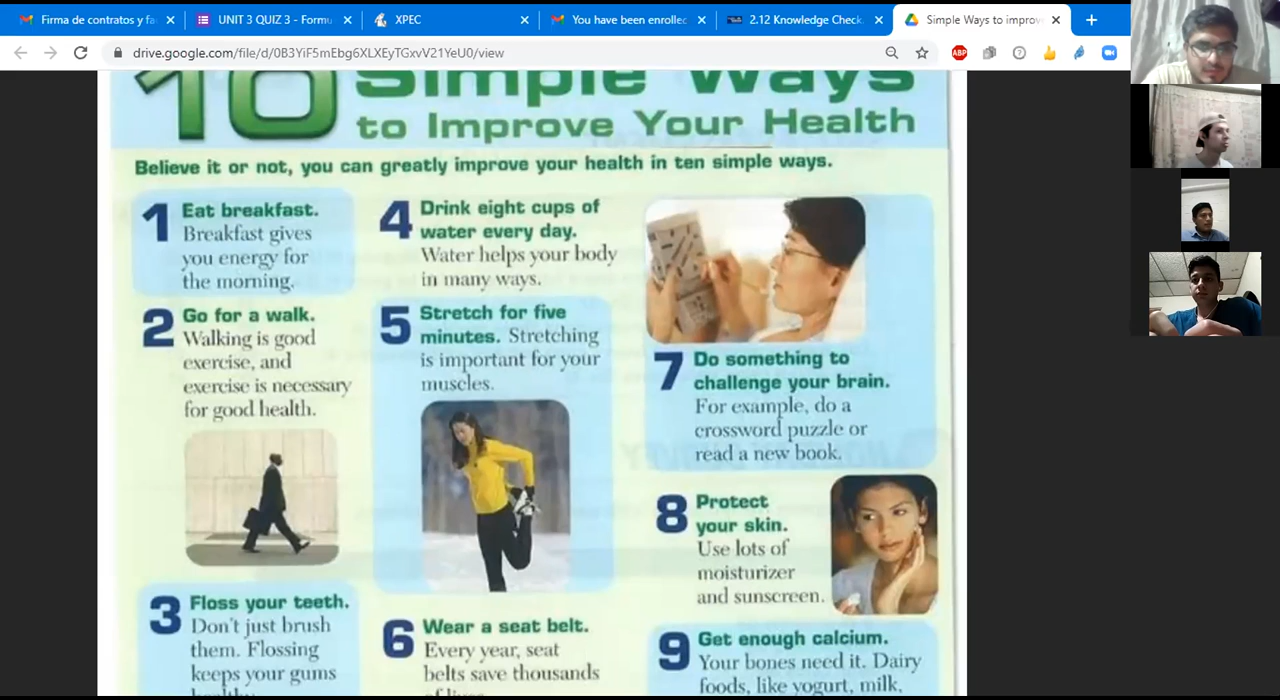 Firma de contratos y fa
UNIT 3 QUIZ 3 - Formu
XPEC
You have been enrolled
2.12 Knowledge Check
Simple Ways to improv
drive.google.com/file/d/0B3YiF5mEbg6XLXEyTGxvV21YeU0/view
ABP
10 Simple Ways
to Improve Your Health
Believe it or not, you can greatly improve your health in ten simple ways.
1 Eat breakfast.
Breakfast gives
you energy for
the morning.
2 Go for a walk.
Walking is good
exercise, and
exercise is necessary
for good health.
3 Floss your teeth.
Don't just brush
them. Flossing
keeps your gums
healthy.
4 Drink eight cups of
water every day.
Water helps your body
in many ways.
5 Stretch for five
minutes. Stretching
is important for your
muscles.
6 Wear a seat belt.
Every year, seat
belts save thousands
of lives.
7 Do something to
challenge your brain.
For example, do a
crossword puzzle or
read a new book.
8 Protect
your skin.
Use lots of
moisturizer
and sunscreen.
9 Get enough calcium.
Your bones need it. Dairy
foods, like yogurt, milk,